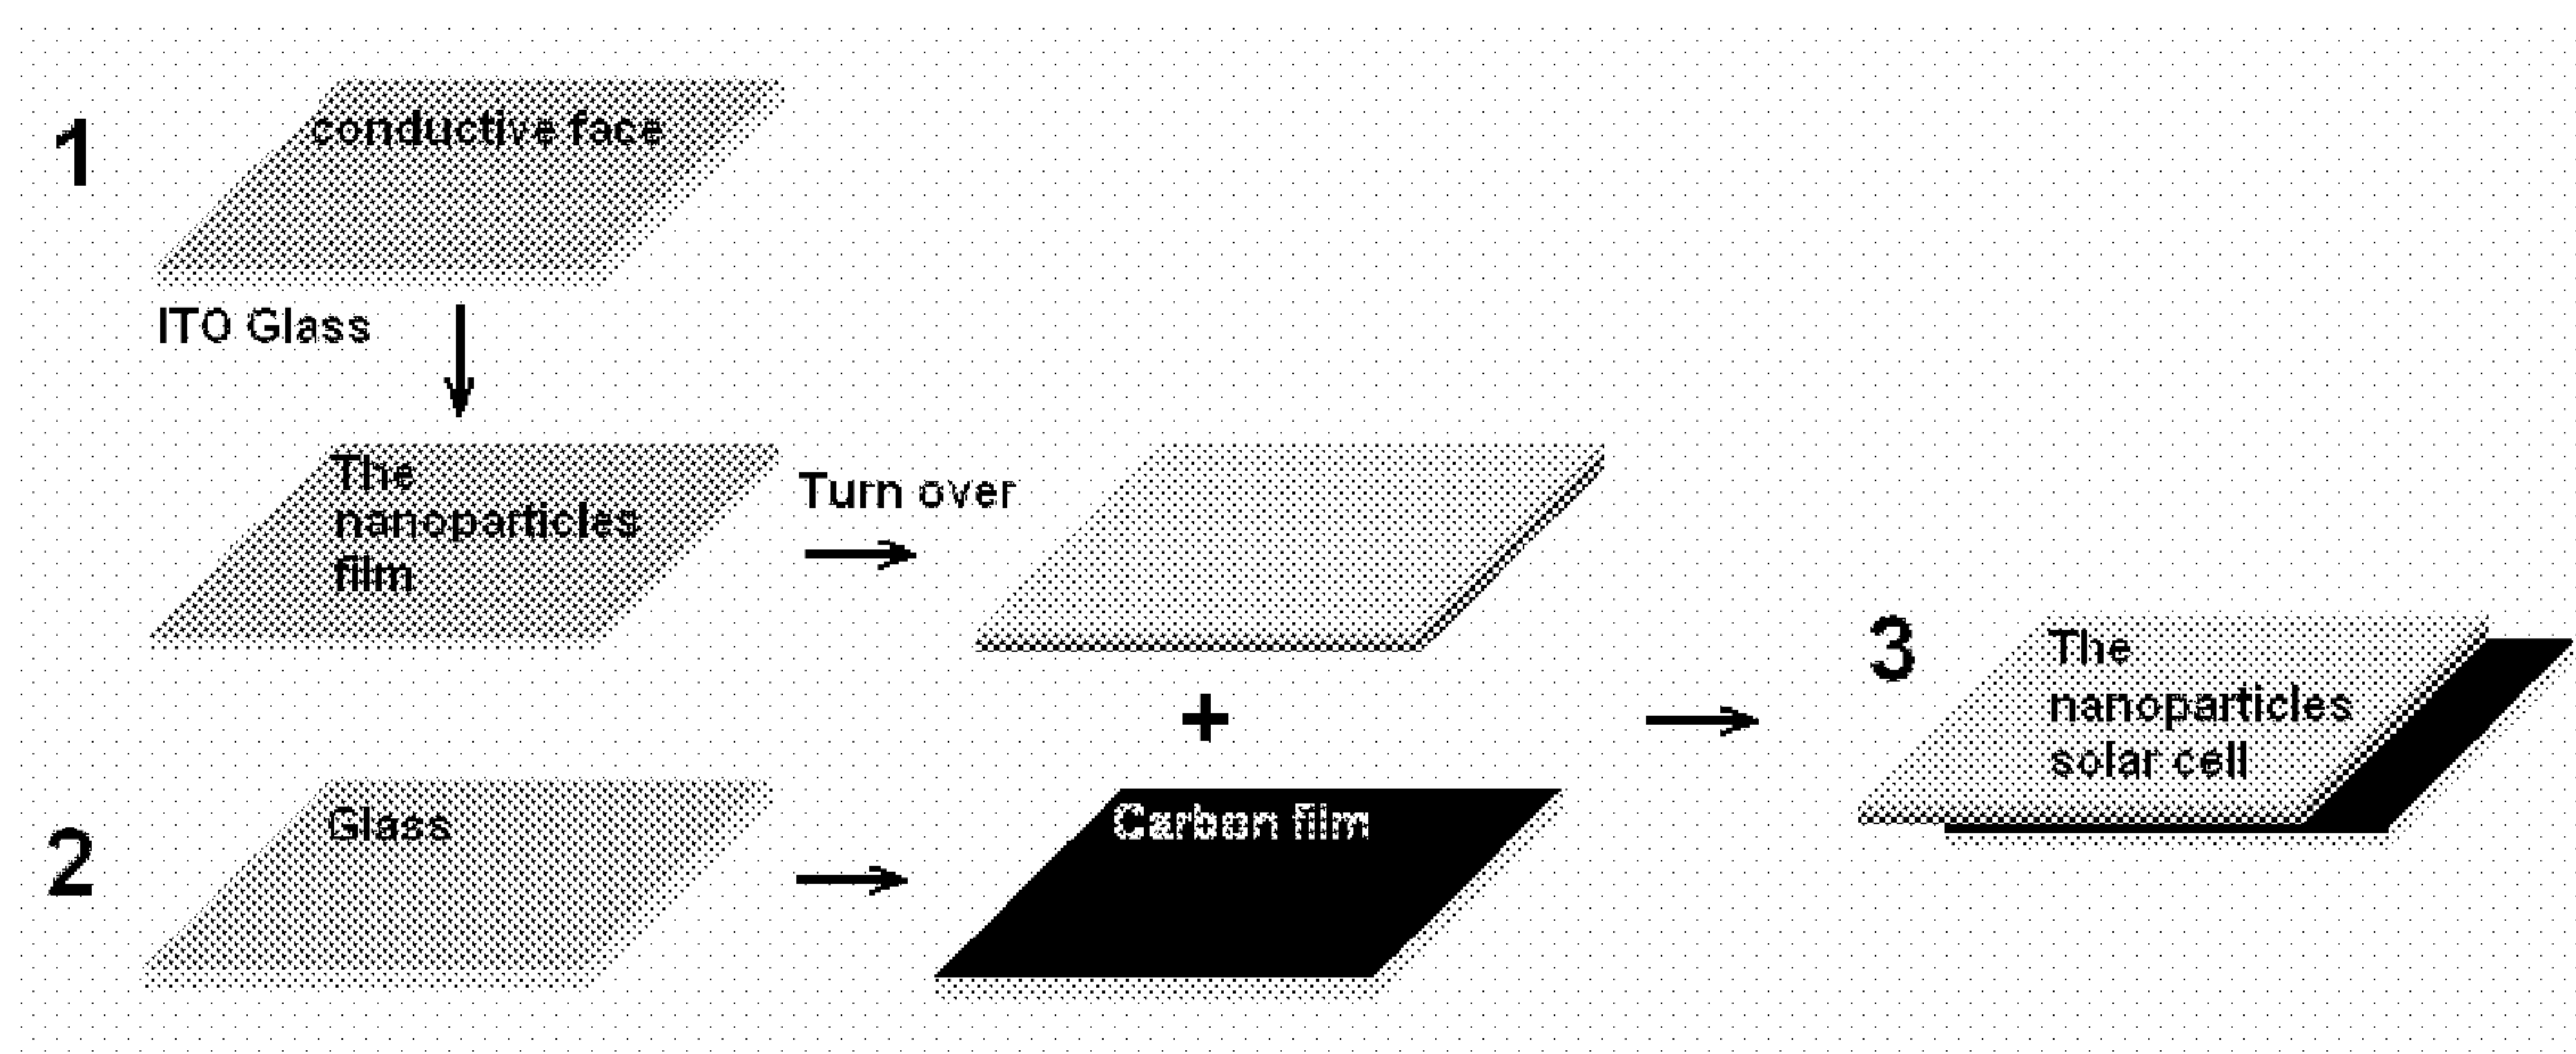 1
conductive face
ITO Glass
The
nanoparticles
film
Turn over
+
2
Glass
Carbon film
3
The
nanoparticles
solar cell